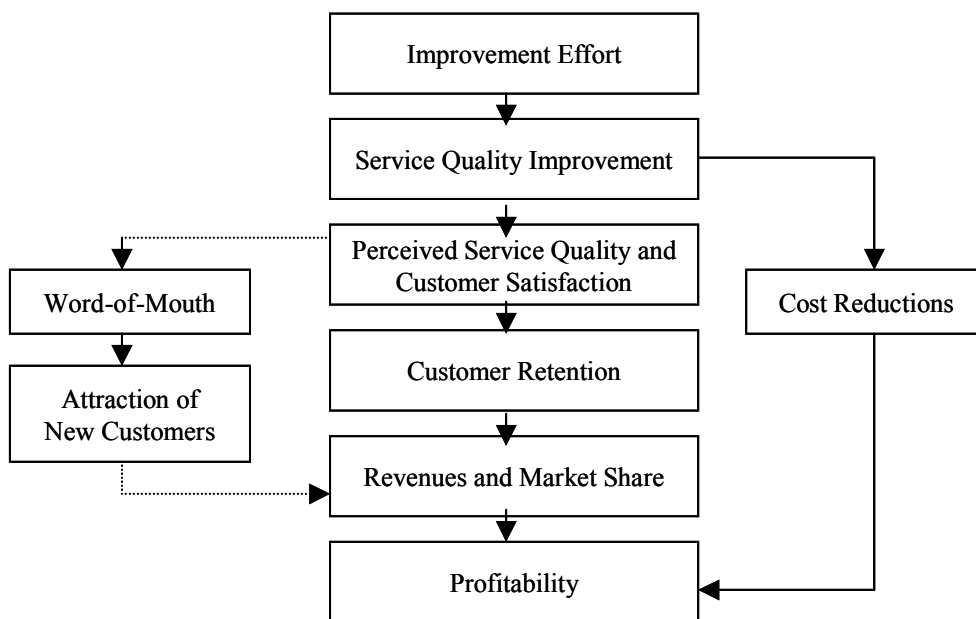 Improvement Effort
Service Quality Improvement
Perceived Service Quality and
Customer Satisfaction
Word-of-Mouth
Cost Reductions
Customer Retention
Attraction of
New Customers
Revenues and Market Share
Profitability